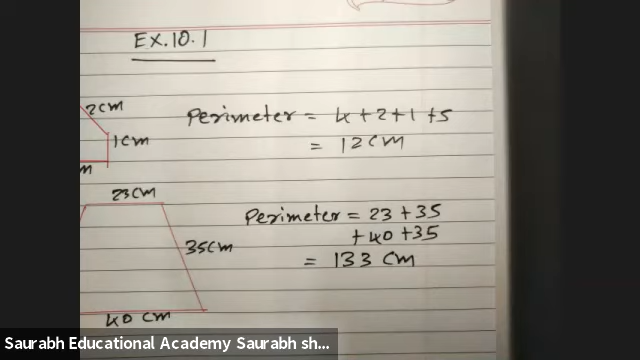 EX.10.1
2cm
Perimeter = 4+2+1+5
1cm
= 12cm
m
23cm
Perimeter = 23+35
+40+35
35cm
= 133 cm
40 cm
Saurabh Educational Academy Saurabh sh...